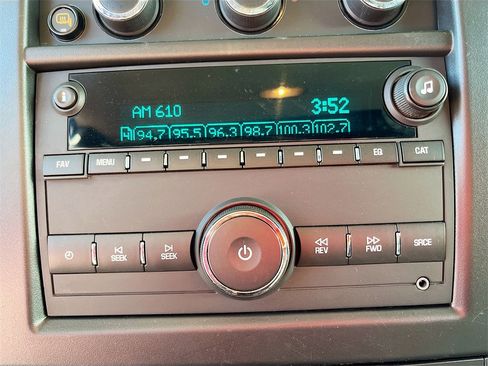 AM 610 3:52
94.7 95.5 96.3 98.7 100.3 102.7
FAV MENU EQ CAT
SEEK SEEK REV FWD SRCE